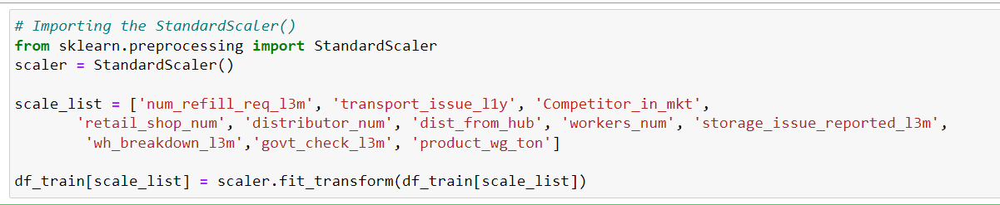 # Importing the StandardScaler()
from sklearn.preprocessing import StandardScaler
scaler = StandardScaler()
scale_list = ['num_refill_req_l3m', 'transport_issue_l1y', 'Competitor_in_mkt',
'retail_shop_num', 'distributor_num', 'dist_from_hub', 'workers_num', 'storage_issue_reported_l3m',
'wh_breakdown_l3m','govt_check_l3m', 'product_wg_ton']
df_train[scale_list] = scaler.fit_transform(df_train[scale_list])